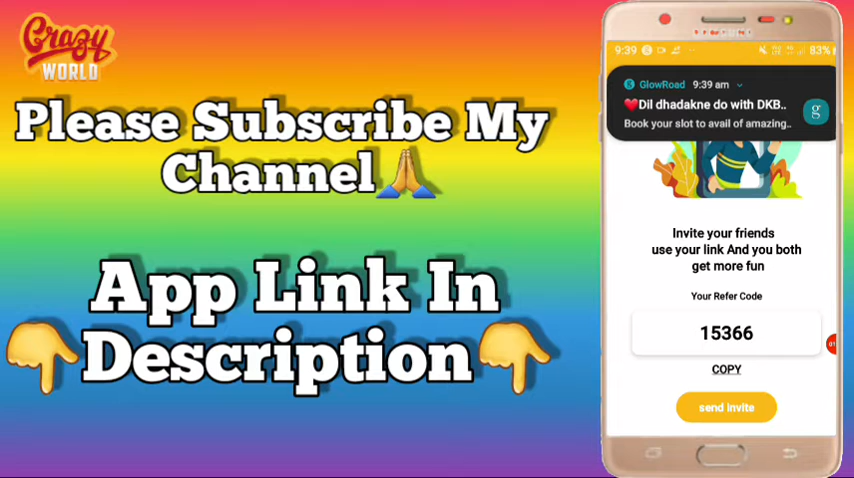 Crazy
WORLD
Please Subscribe My
Channel🙏
App Link In
👇Description👇
9:39
83%
GlowRoad 9:39 am
❤️Dil dhadakne do with DKB..
Book your slot to avail of amazing..
g
Invite your friends
use your link And you both
get more fun
Your Refer Code
15366
COPY
send invite